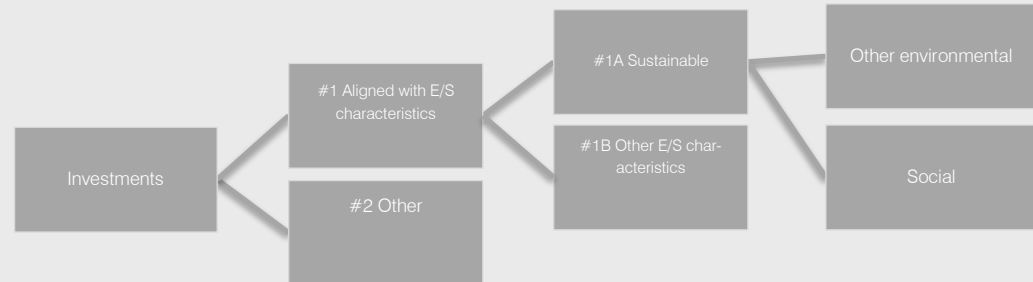 Investments
#1 Aligned with E/S
characteristics
#2 Other
#1A Sustainable
#1B Other E/S char-
acteristics
Other environmental
Social